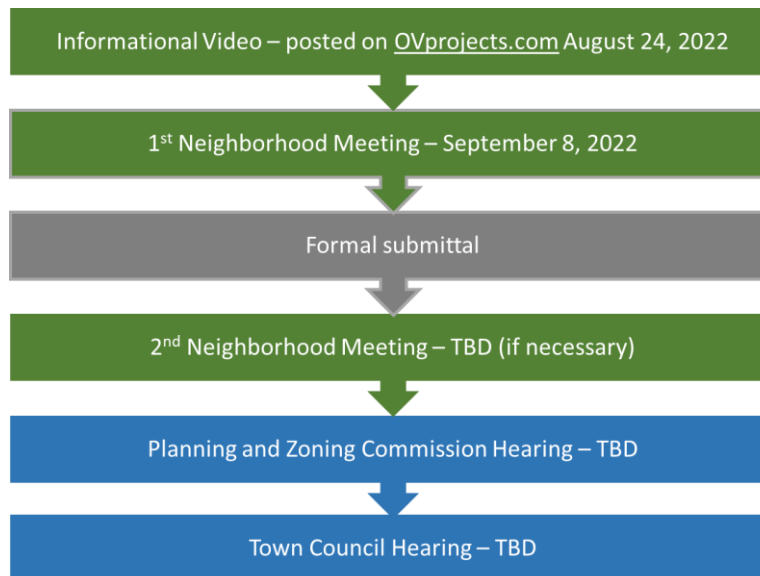 Informational Video – posted on OVprojects.com August 24, 2022
1st Neighborhood Meeting – September 8, 2022
Formal submittal
2nd Neighborhood Meeting – TBD (if necessary)
Planning and Zoning Commission Hearing – TBD
Town Council Hearing – TBD